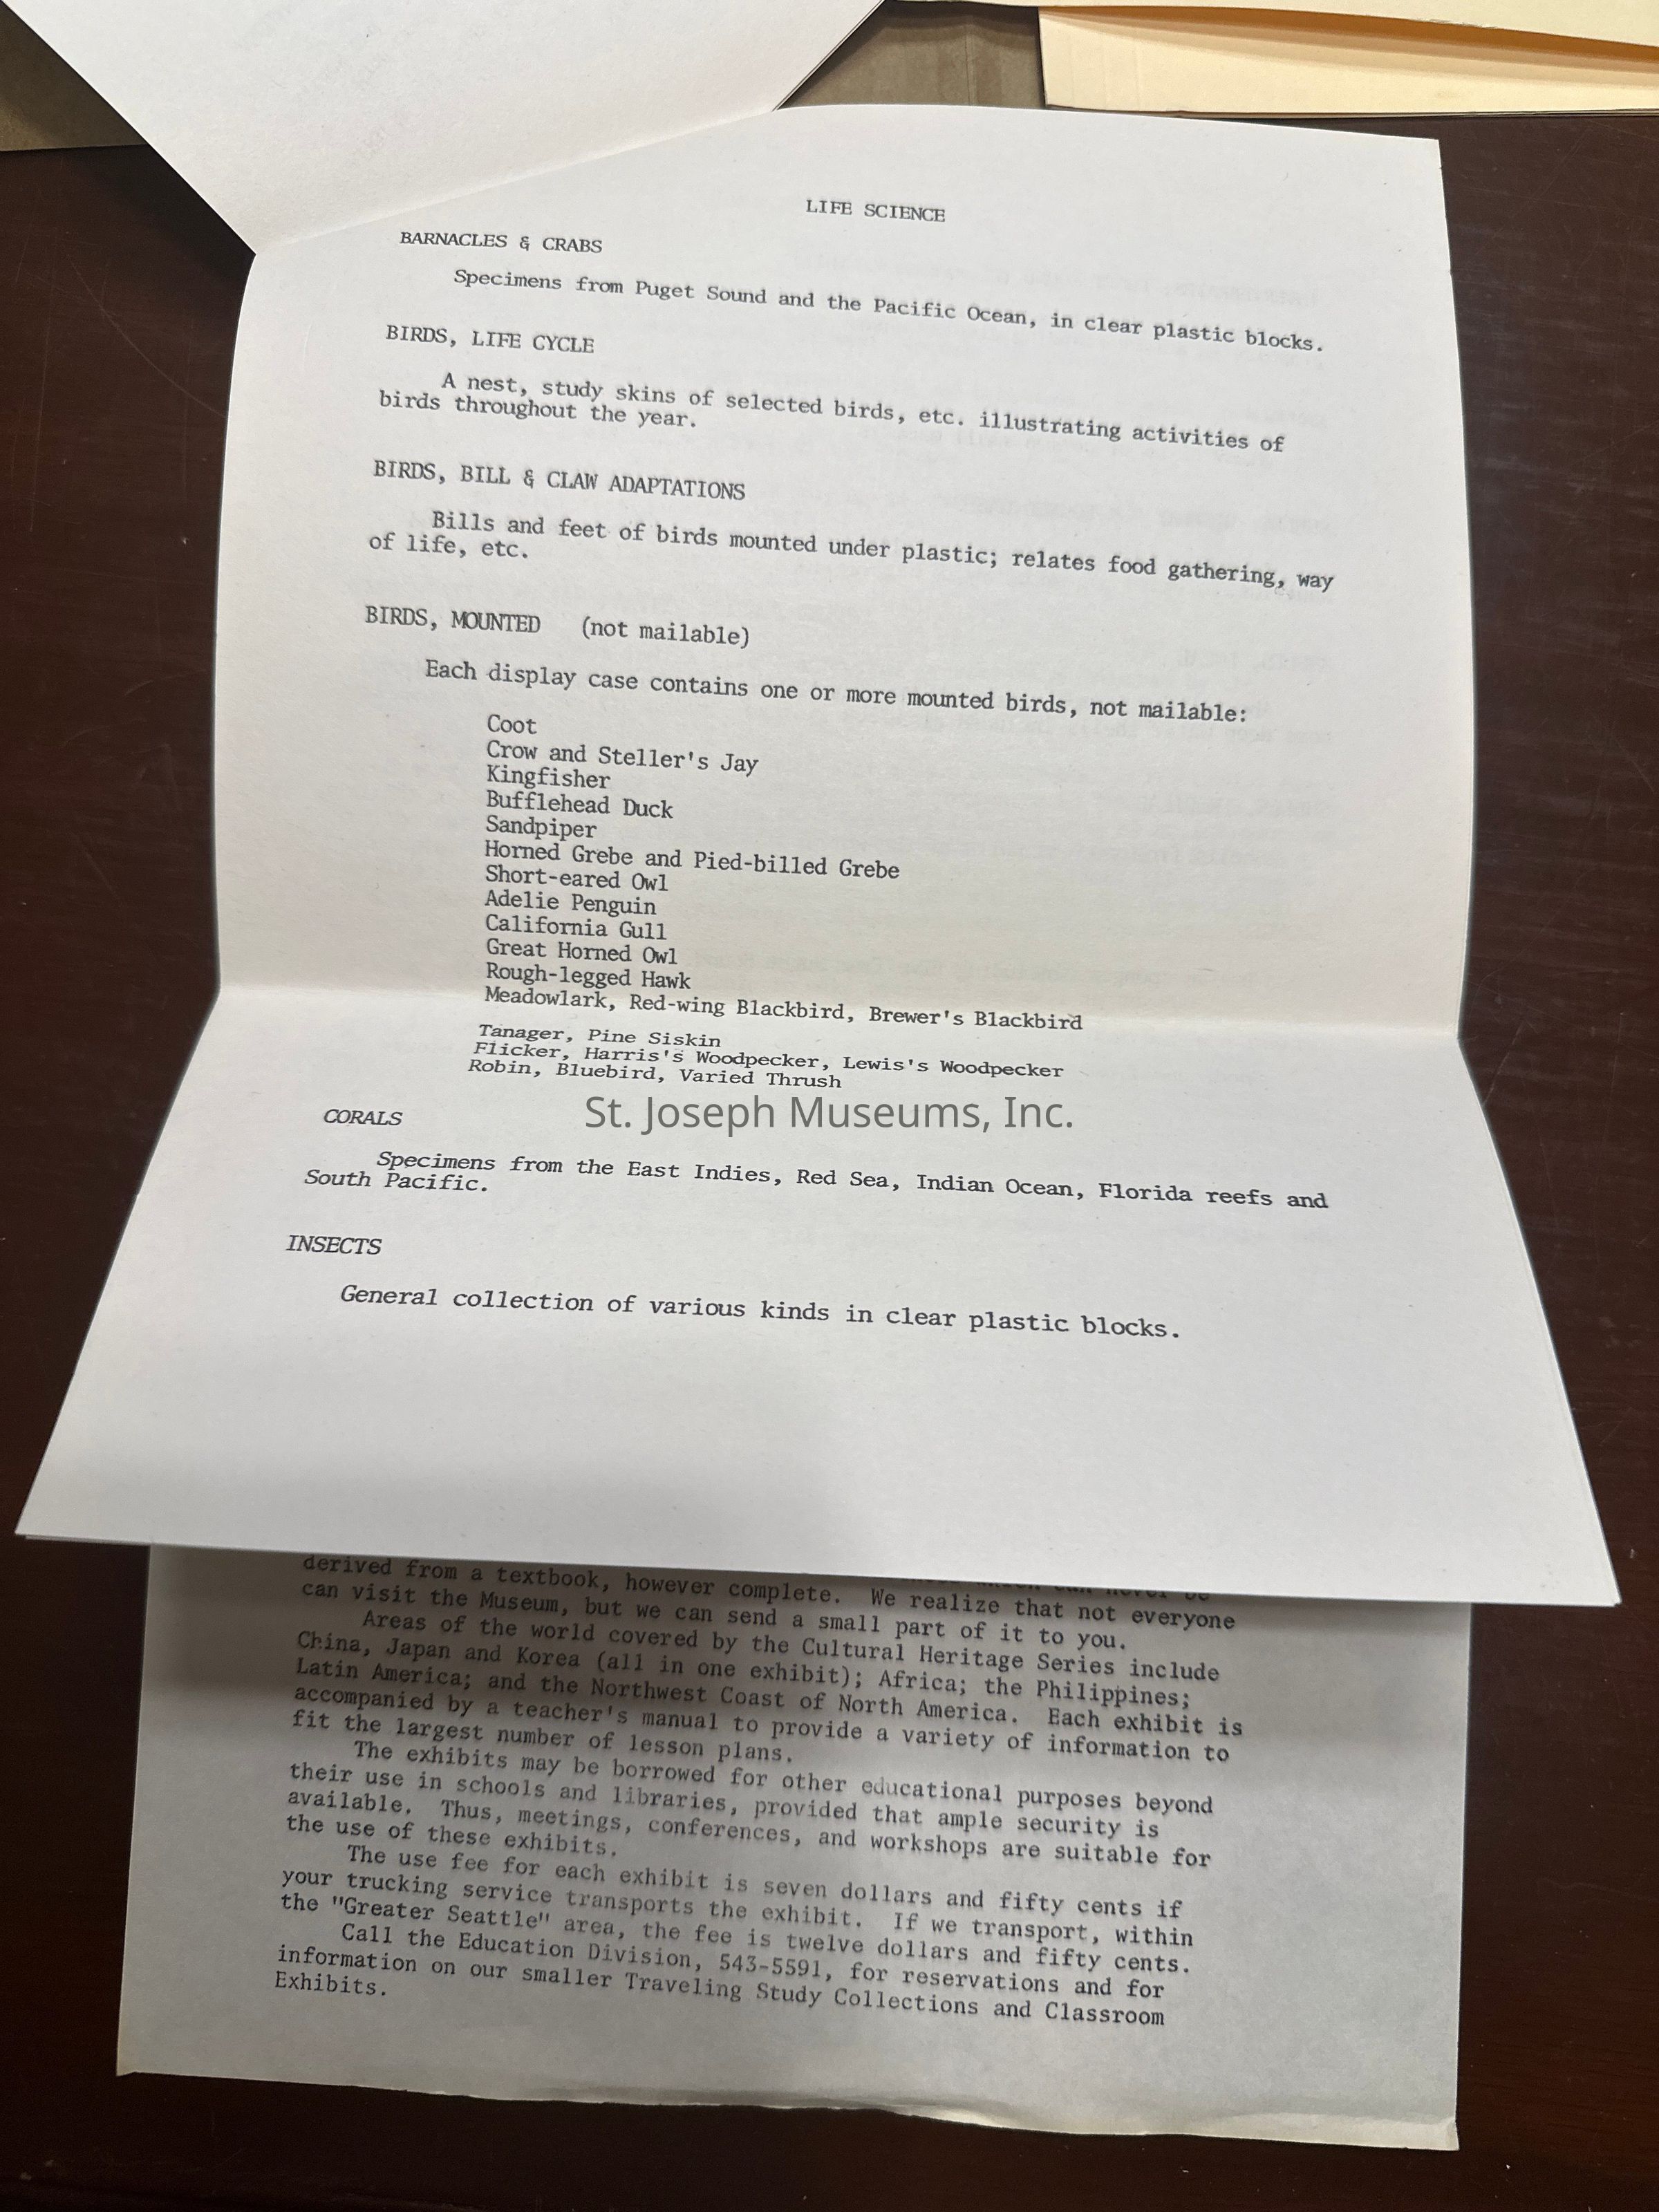 LIFE SCIENCE
BARNACLES & CRABS
Specimens from Puget Sound and the Pacific Ocean, in clear plastic blocks.
BIRDS, LIFE CYCLE
A nest, study skins of selected birds, etc. illustrating activities of
birds throughout the year.
BIRDS, BILL & CLAW ADAPTATIONS
Bills and feet of birds mounted under plastic; relates food gathering, way
of life, etc.
BIRDS, MOUNTED (not mailable)
Each display case contains one or more mounted birds, not mailable:
Coot
Crow and Steller's Jay
Kingfisher
Bufflehead Duck
Sandpiper
Horned Grebe and Pied-billed Grebe
Short-eared Owl
Adelie Penguin
California Gull
Great Horned Owl
Rough-legged Hawk
Meadowlark, Red-wing Blackbird, Brewer's Blackbird
Tanager, Pine Siskin
Flicker, Harris's Woodpecker, Lewis's Woodpecker
Robin, Bluebird, Varied Thrush
St. Joseph Museums, Inc.
CORALS
Specimens from the East Indies, Red Sea, Indian Ocean, Florida reefs and
South Pacific.
INSECTS
General collection of various kinds in clear plastic blocks.
derived from a textbook, however complete. We realize that not everyone
can visit the Museum, but we can send a small part of it to you.
Areas of the world covered by the Cultural Heritage Series include
China, Japan and Korea (all in one exhibit); Africa; the Philippines;
Latin America; and the Northwest Coast of North America. Each exhibit is
accompanied by a teacher's manual to provide a variety of information to
fit the largest number of lesson plans.
The exhibits may be borrowed for other educational purposes beyond
their use in schools and libraries, provided that ample security is
available. Thus, meetings, conferences, and workshops are suitable for
the use of these exhibits.
The use fee for each exhibit is seven dollars and fifty cents if
your trucking service transports the exhibit. If we transport, within
the "Greater Seattle" area, the fee is twelve dollars and fifty cents.
Call the Education Division, 543-5591, for reservations and for
information on our smaller Traveling Study Collections and Classroom
Exhibits.